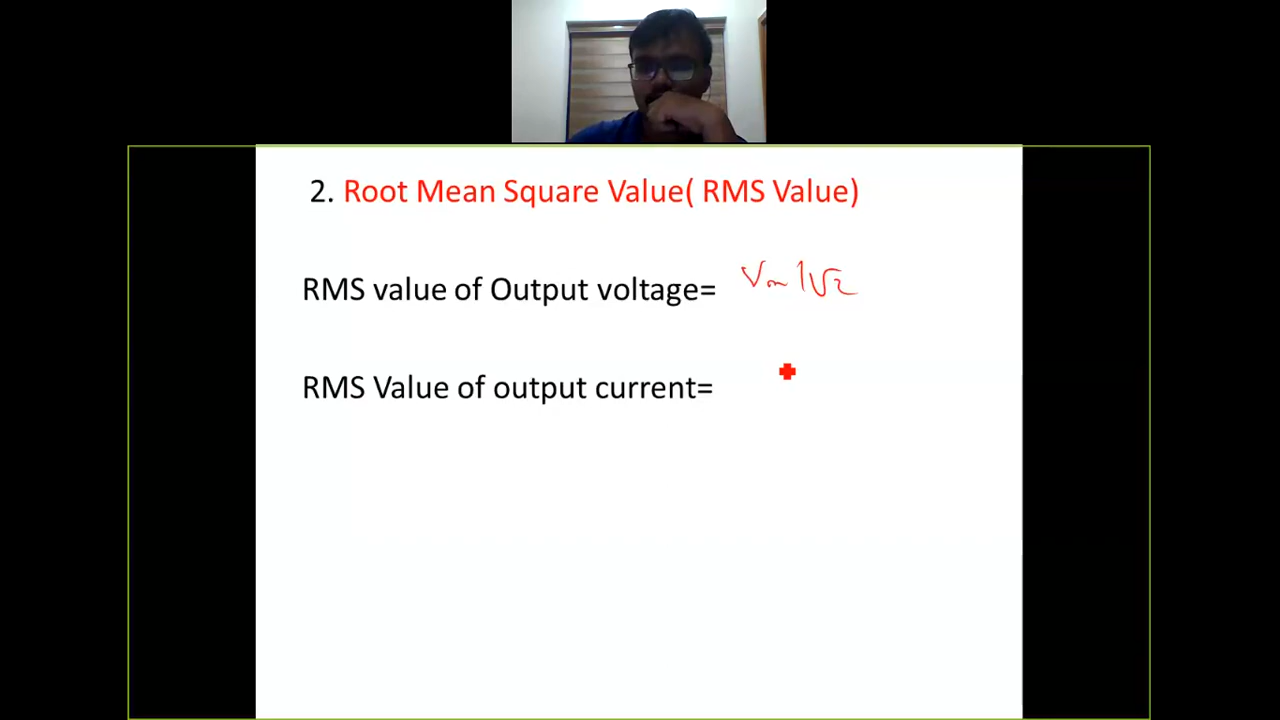 2. Root Mean Square Value( RMS Value)
RMS value of Output voltage= Vm/√2
RMS Value of output current=